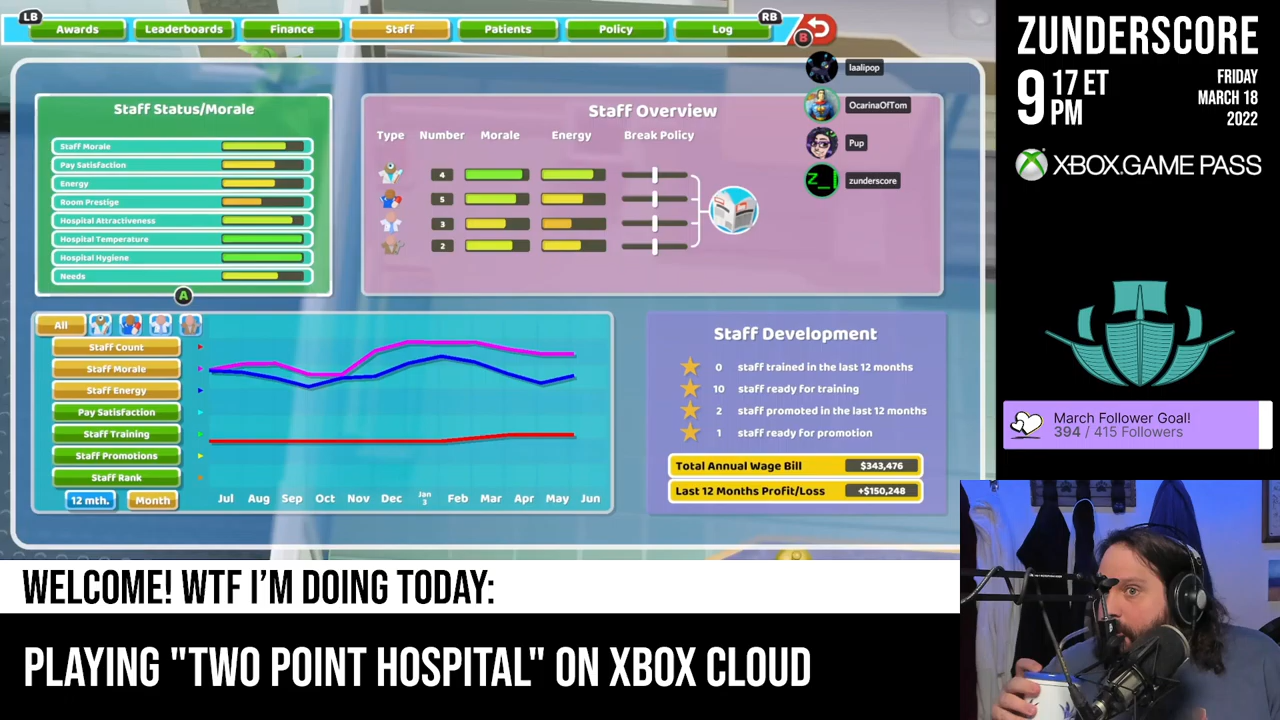 LB
Awards
Leaderboards
Finance
Staff
Patients
Policy
Log
RB
B
Staff Status/Morale
Staff Morale
Pay Satisfaction
Energy
Room Prestige
Hospital Attractiveness
Hospital Temperature
Hospital Hygiene
Needs
A
Staff Overview
Type Number Morale Energy Break Policy
4
5
3
2
laalipop
OcarinaOfTom
Pup
zunderscore
All
Staff Count
Staff Morale
Staff Energy
Pay Satisfaction
Staff Training
Staff Promotions
Staff Rank
12 mth. Month
Jul Aug Sep Oct Nov Dec Jan 3 Feb Mar Apr May Jun
Staff Development
0 staff trained in the last 12 months
10 staff ready for training
2 staff promoted in the last 12 months
1 staff ready for promotion
Total Annual Wage Bill $343,476
Last 12 Months Profit/Loss +$150,248
ZUNDERSCORE
9 17 ET PM
FRIDAY
MARCH 18
2022
XBOX GAME PASS
March Follower Goal!
394 / 415 Followers
WELCOME! WTF I'M DOING TODAY:
PLAYING "TWO POINT HOSPITAL" ON XBOX CLOUD